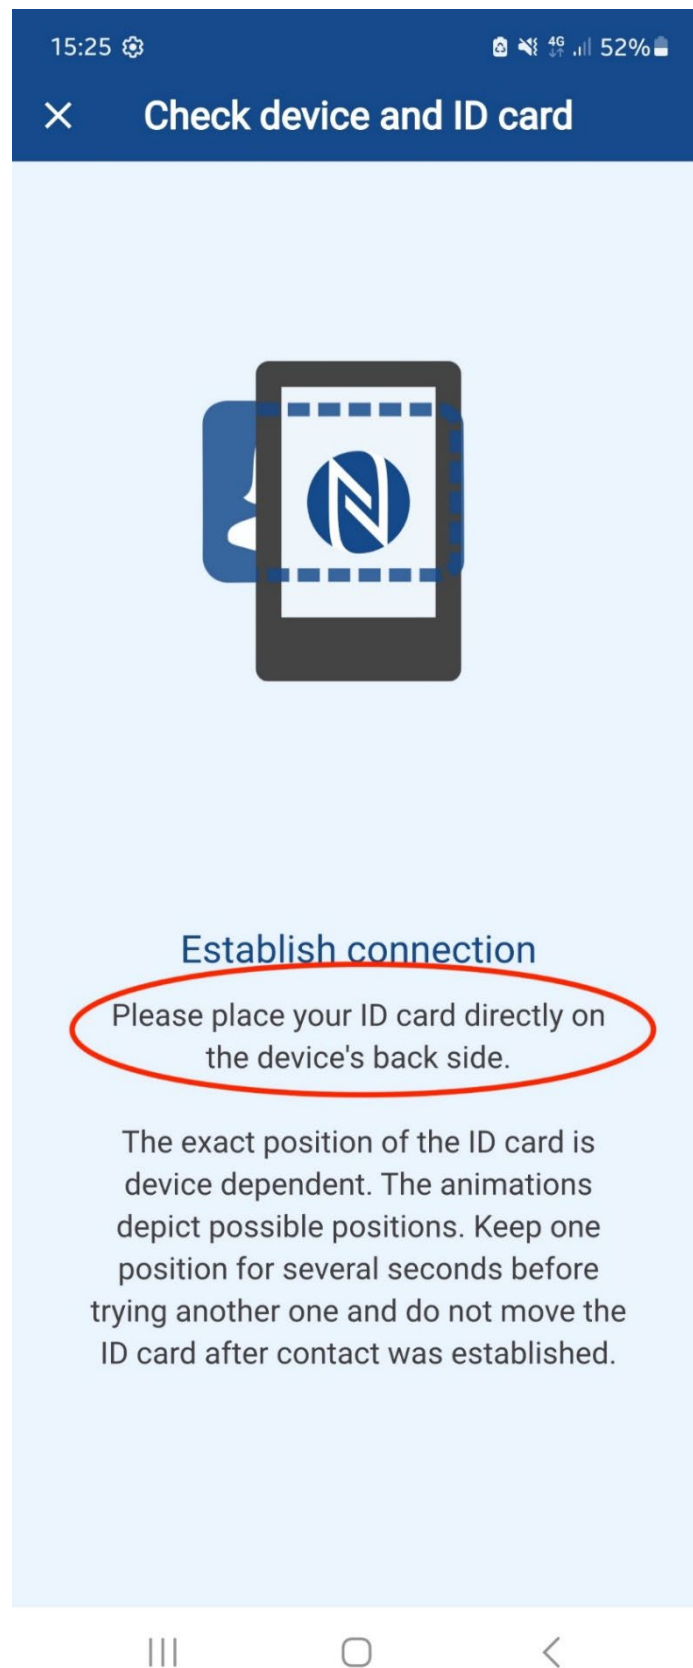 15:25 4G 52%
Check device and ID card
Establish connection
Please place your ID card directly on
the device's back side.
The exact position of the ID card is
device dependent. The animations
depict possible positions. Keep one
position for several seconds before
trying another one and do not move the
ID card after contact was established.